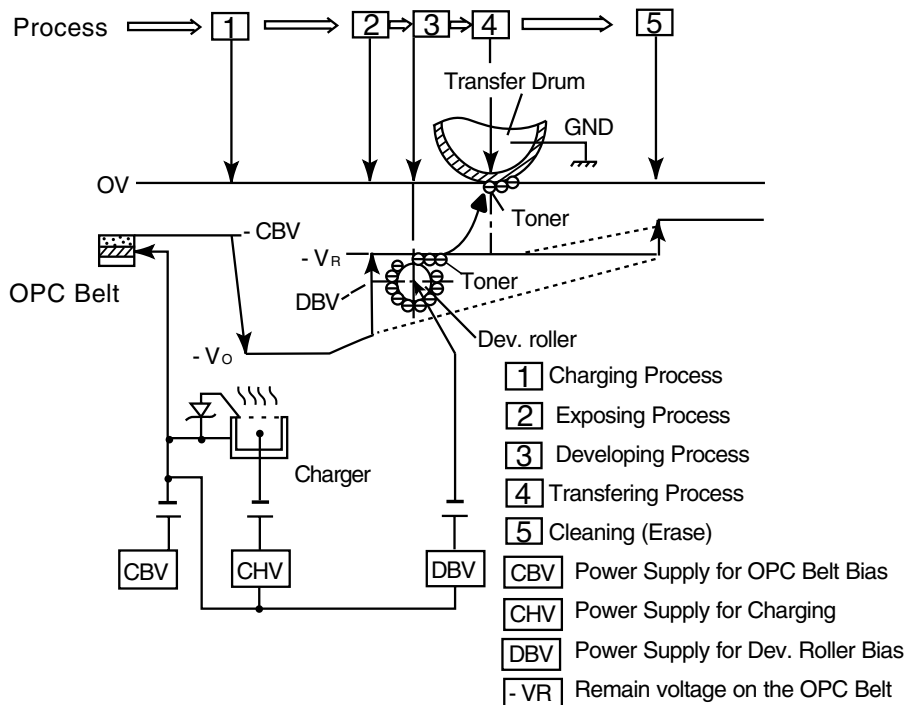 Process 1 2 3 4 5
Transfer Drum
GND
OV
Toner
- CBV
- VR
Toner
OPC Belt
DBV
Dev. roller
- VO
Charger
CBV
CHV
DBV
1 Charging Process
2 Exposing Process
3 Developing Process
4 Transfering Process
5 Cleaning (Erase)
CBV Power Supply for OPC Belt Bias
CHV Power Supply for Charging
DBV Power Supply for Dev. Roller Bias
- VR Remain voltage on the OPC Belt